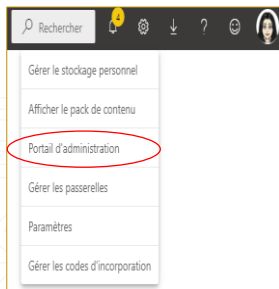 Rechercher
4
?
Gérer le stockage personnel
Afficher le pack de contenu
Portail d'administration
Gérer les passerelles
Paramètres
Gérer les codes d'incorporation